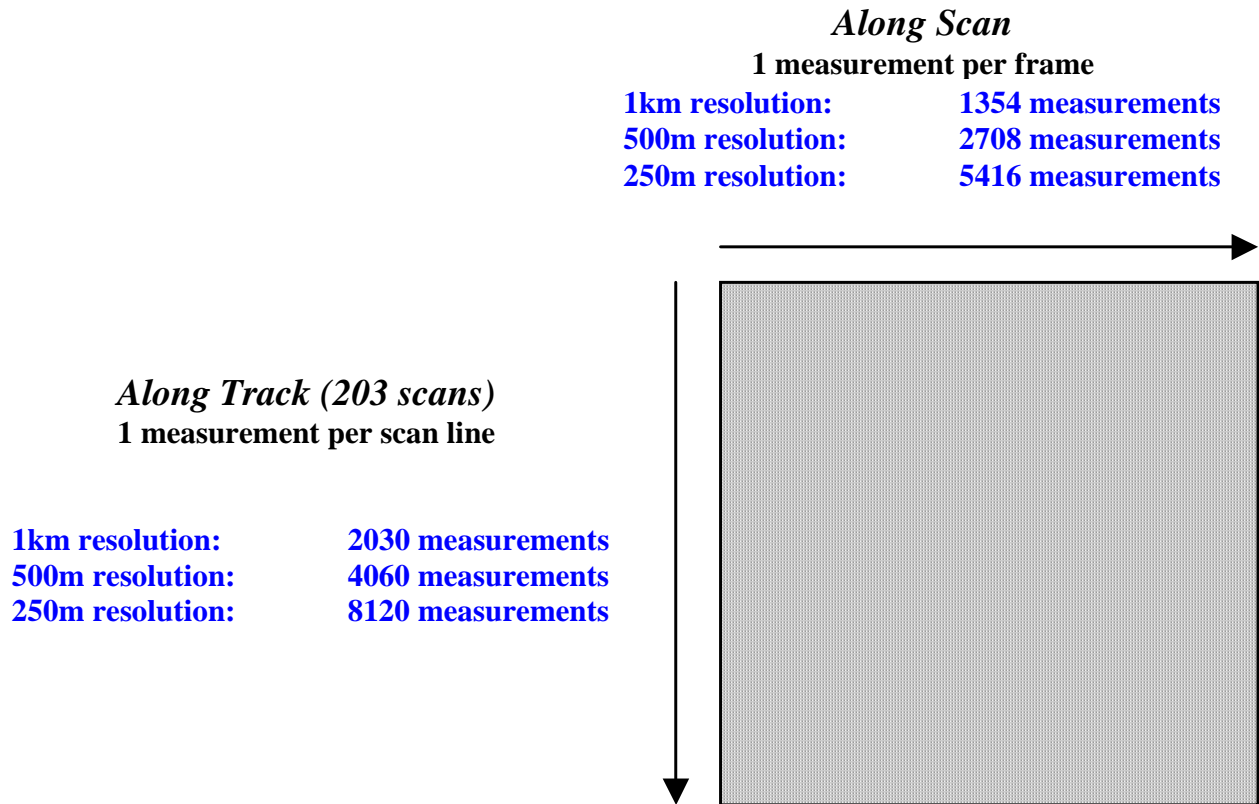 Along Scan
1 measurement per frame
1km resolution: 1354 measurements
500m resolution: 2708 measurements
250m resolution: 5416 measurements
Along Track (203 scans)
1 measurement per scan line
1km resolution: 2030 measurements
500m resolution: 4060 measurements
250m resolution: 8120 measurements